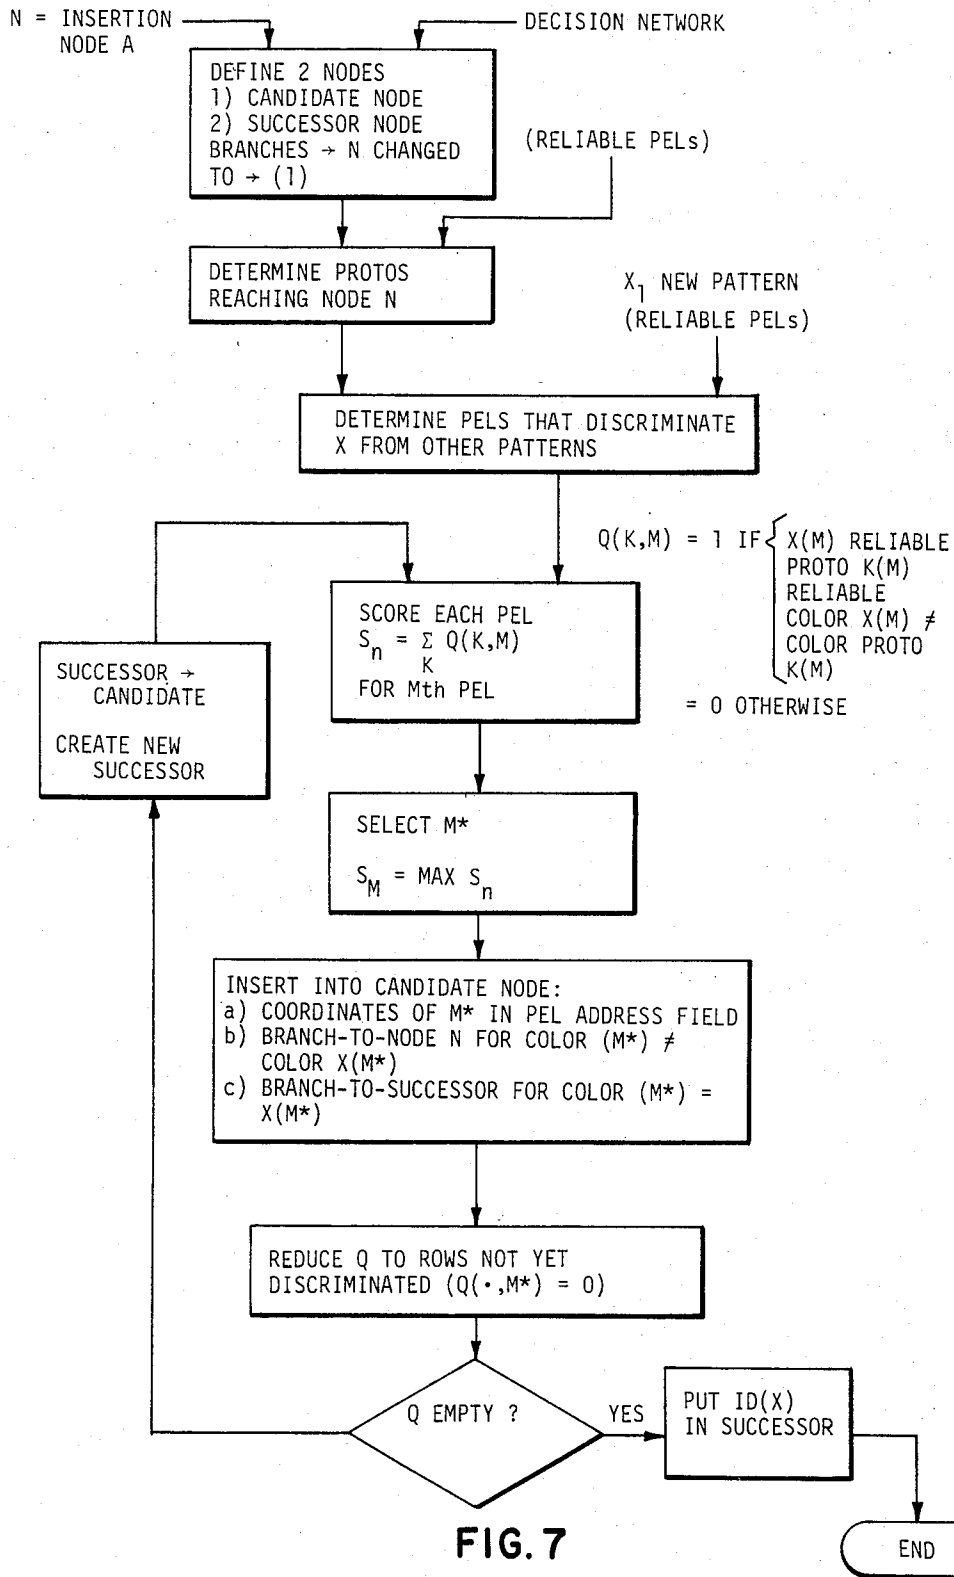 N = INSERTION
NODE A
DECISION NETWORK
DEFINE 2 NODES
1) CANDIDATE NODE
2) SUCCESSOR NODE
BRANCHES → N CHANGED
TO → (1)
(RELIABLE PELs)
DETERMINE PROTOS
REACHING NODE N
X1 NEW PATTERN
(RELIABLE PELs)
DETERMINE PELS THAT DISCRIMINATE
X FROM OTHER PATTERNS
Q(K,M) = 1 IF { X(M) RELIABLE
PROTO K(M)
RELIABLE
COLOR X(M) ≠
COLOR PROTO
K(M)
= 0 OTHERWISE
SCORE EACH PEL
Sn = Σ Q(K,M)
K
FOR Mth PEL
SUCCESSOR →
CANDIDATE
CREATE NEW
SUCCESSOR
SELECT M*
SM = MAX Sn
INSERT INTO CANDIDATE NODE:
a) COORDINATES OF M* IN PEL ADDRESS FIELD
b) BRANCH-TO-NODE N FOR COLOR (M*) ≠
COLOR X(M*)
c) BRANCH-TO-SUCCESSOR FOR COLOR (M*) =
X(M*)
REDUCE Q TO ROWS NOT YET
DISCRIMINATED (Q(·,M*) = 0)
Q EMPTY ?
YES
PUT ID(X)
IN SUCCESSOR
END
FIG. 7